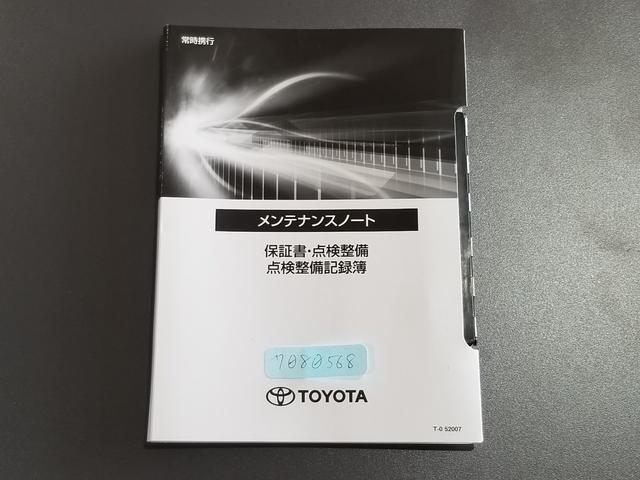 常時携行
メンテナンスノート
保証書・点検整備
点検整備記録簿
7080568
TOYOTA
T-0 52007